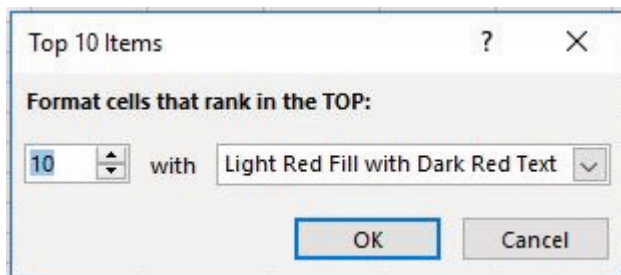 Top 10 Items ?
Format cells that rank in the TOP:
10 with Light Red Fill with Dark Red Text
OK Cancel